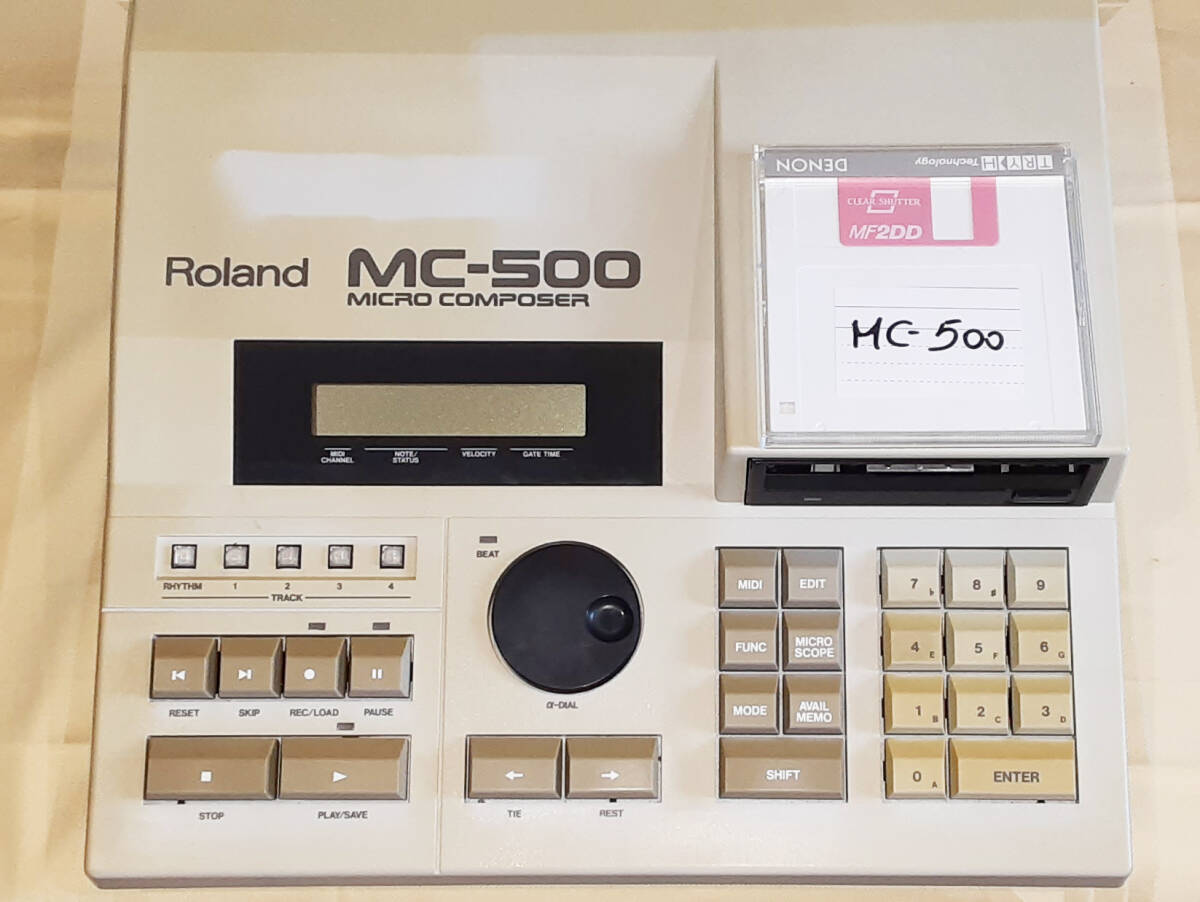 DENON
TRY H Technology
CLEAR SHUTTER
MF2DD
MC-500
Roland MC-500
MICRO COMPOSER
MIDI CHANNEL
NOTE/ STATUS
VELOCITY
GATE TIME
RHYTHM 1 2 3 4
TRACK
BEAT
α-DIAL
RESET SKIP REC/LOAD PAUSE
STOP PLAY/SAVE
TIE REST
MIDI EDIT
FUNC MICRO SCOPE
MODE AVAIL MEMO
SHIFT
7 ♭ 8 ♯ 9
4 E 5 F 6 G
1 B 2 C 3 D
0 A ENTER